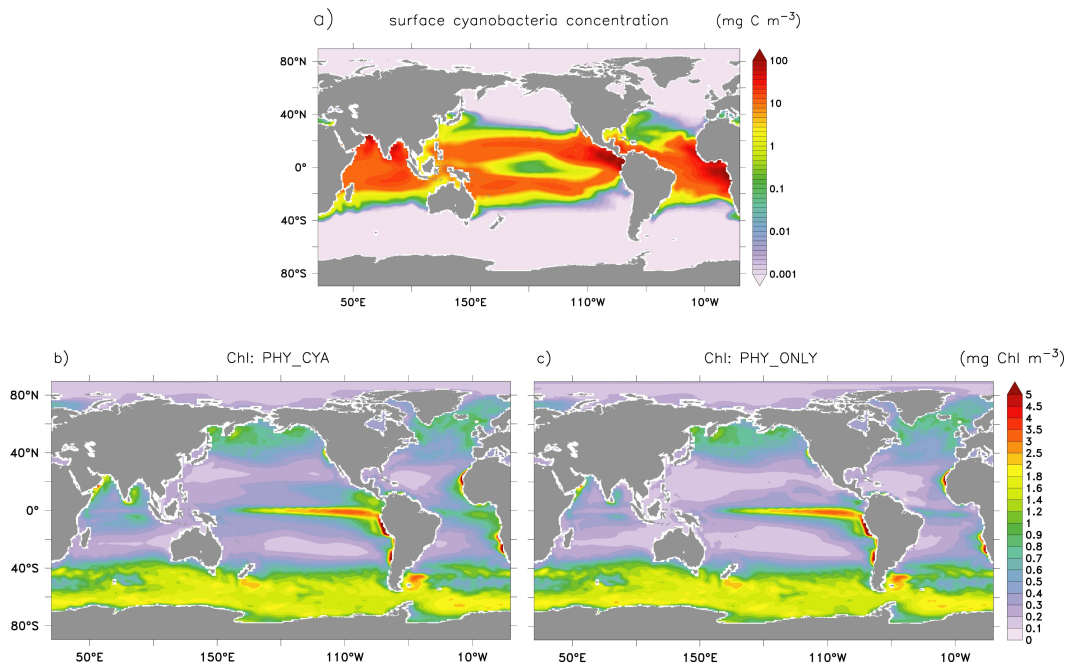 a) surface cyanobacteria concentration (mg C m⁻³)
80°N
40°N
0°
40°S
80°S
50°E 150°E 110°W 10°W
100
10
1
0.1
0.01
0.001
b) Chl: PHY_CYA
80°N
40°N
0°
40°S
80°S
50°E 150°E 110°W 10°W
c) Chl: PHY_ONLY (mg Chl m⁻³)
50°E 150°E 110°W 10°W
5
4.5
4
3.5
3
2.5
2
1.8
1.6
1.4
1.2
1
0.9
0.8
0.7
0.6
0.5
0.4
0.3
0.2
0.1
0